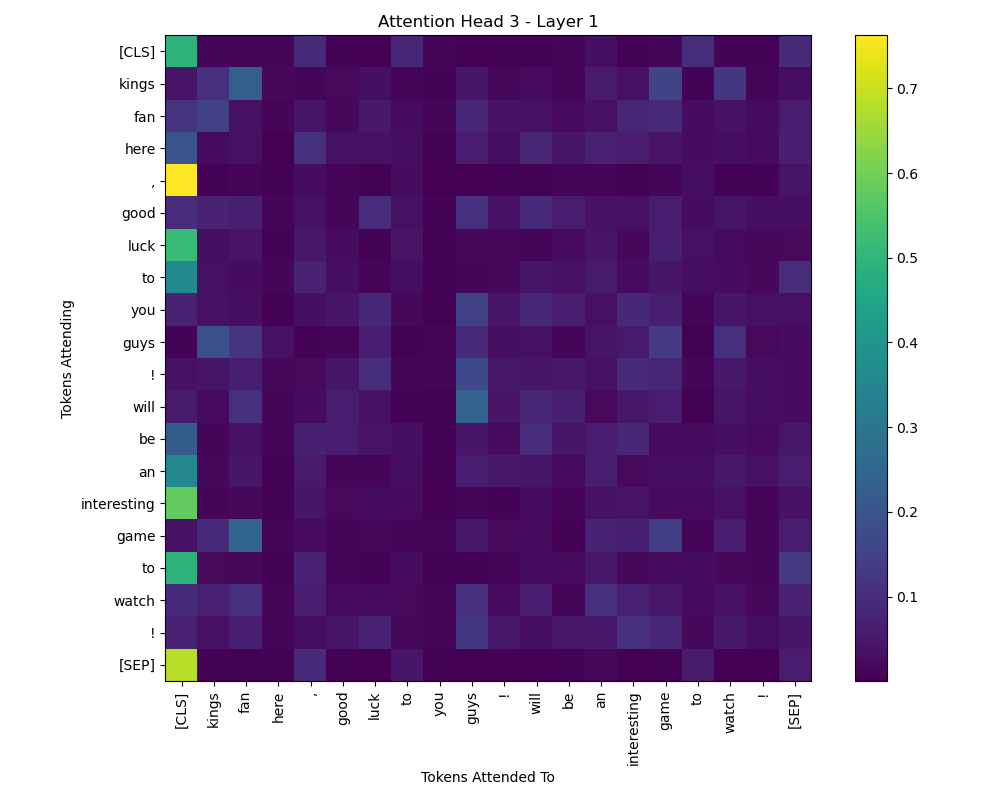 Attention Head 3 - Layer 1
Tokens Attending
[CLS]
kings
fan
here
,
good
luck
to
you
guys
!
will
be
an
interesting
game
to
watch
!
[SEP]
[CLS] kings fan here , good luck to you guys ! will be an interesting game to watch ! [SEP]
Tokens Attended To
0.7
0.6
0.5
0.4
0.3
0.2
0.1